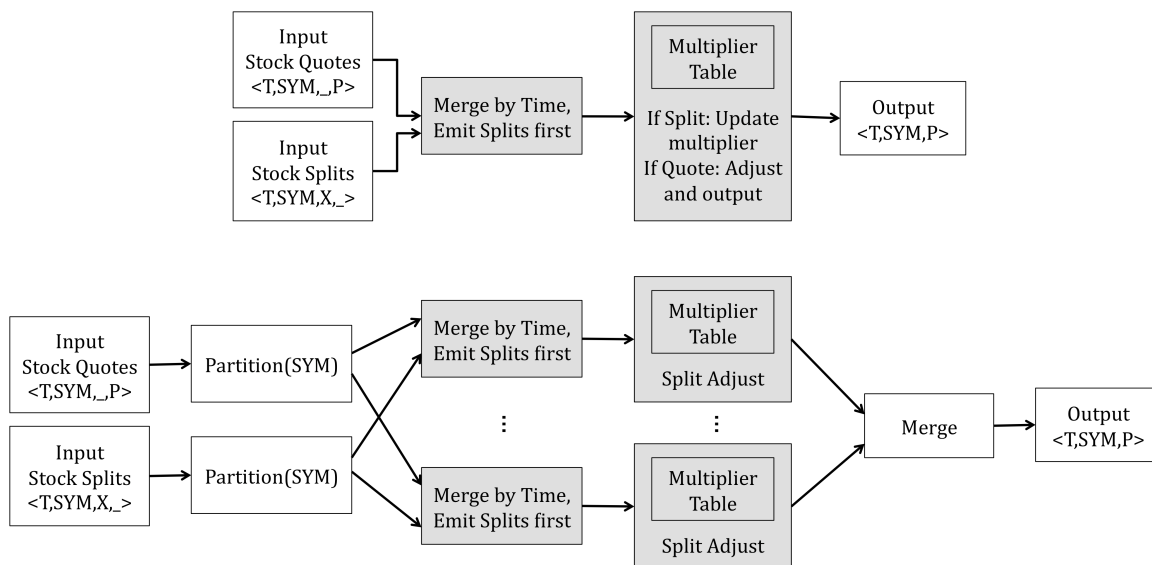 Input
Stock Quotes
<T,SYM,_,P>
Input
Stock Splits
<T,SYM,X,_>
Merge by Time,
Emit Splits first
Multiplier
Table
If Split: Update
multiplier
If Quote: Adjust
and output
Output
<T,SYM,P>
Input
Stock Quotes
<T,SYM,_,P>
Input
Stock Splits
<T,SYM,X,_>
Partition(SYM)
Partition(SYM)
Merge by Time,
Emit Splits first
...
Merge by Time,
Emit Splits first
Multiplier
Table
Split Adjust
...
Multiplier
Table
Split Adjust
Merge
Output
<T,SYM,P>